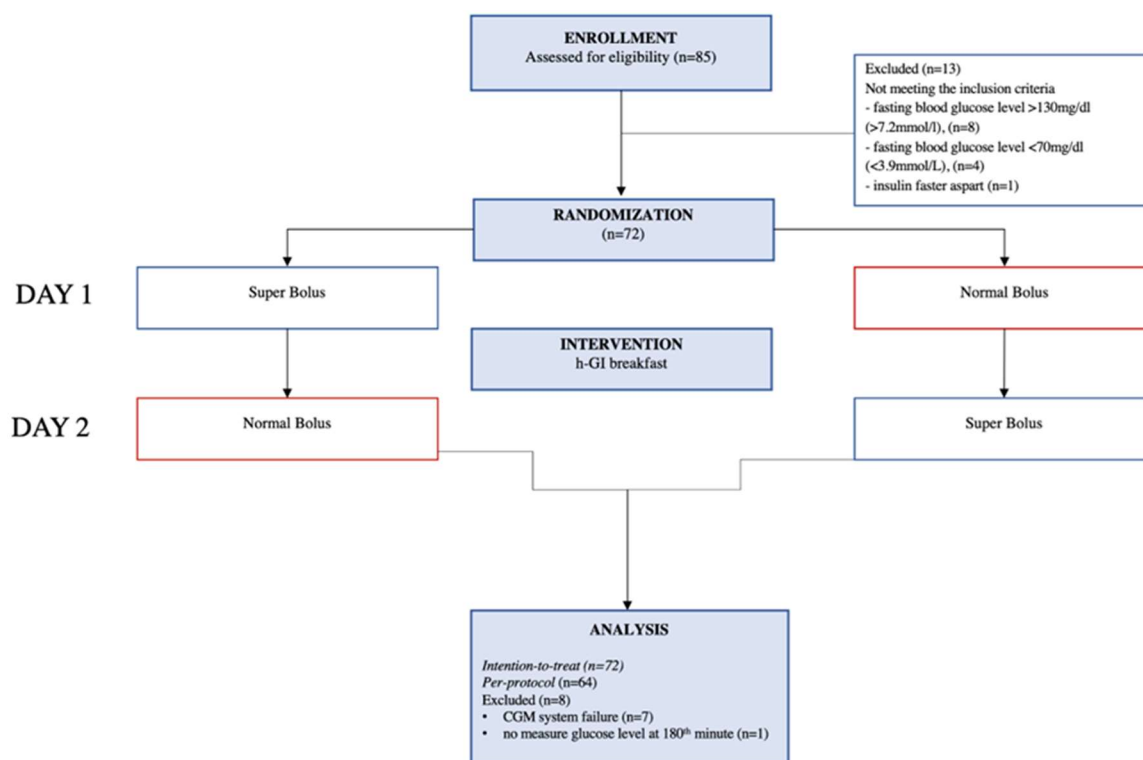 ENROLLMENT
Assessed for eligibility (n=85)
Excluded (n=13)
Not meeting the inclusion criteria
- fasting blood glucose level >130mg/dl
(>7.2mmol/l), (n=8)
- fasting blood glucose level <70mg/dl
(<3.9mmol/L), (n=4)
- insulin faster aspart (n=1)
RANDOMIZATION
(n=72)
DAY 1
Super Bolus
Normal Bolus
INTERVENTION
h-GI breakfast
DAY 2
Normal Bolus
Super Bolus
ANALYSIS
Intention-to-treat (n=72)
Per-protocol (n=64)
Excluded (n=8)
• CGM system failure (n=7)
• no measure glucose level at 180th minute (n=1)